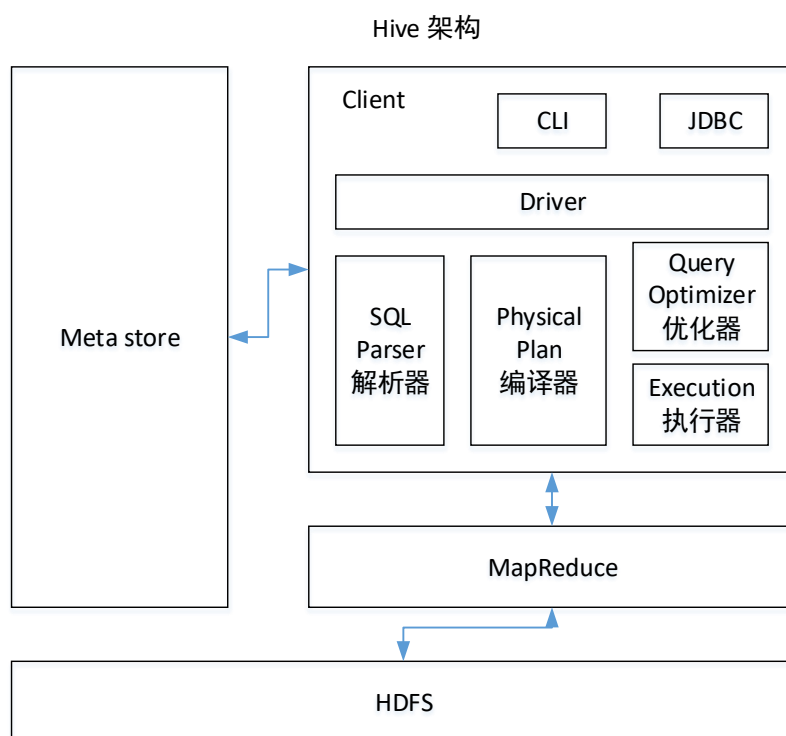 Hive 架构
Client
CLI
JDBC
Driver
Meta store
SQL
Parser
解析器
Physical
Plan
编译器
Query
Optimizer
优化器
Execution
执行器
MapReduce
HDFS